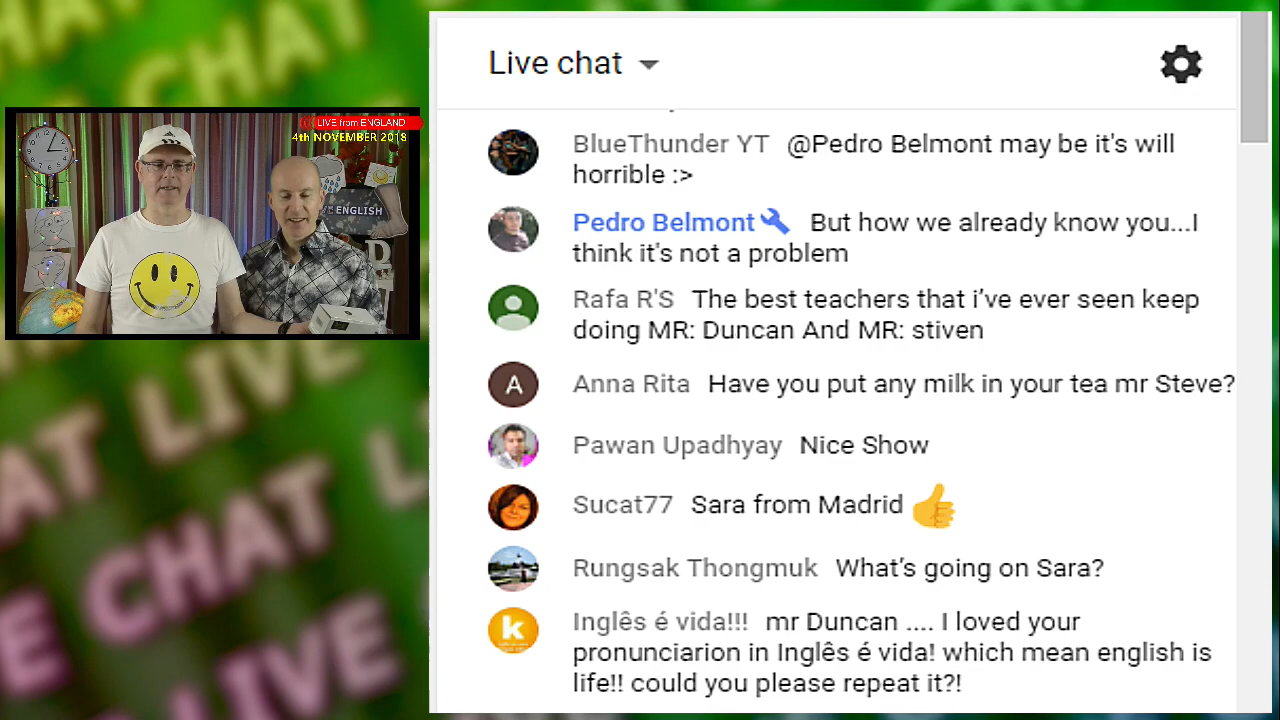 LIVE from ENGLAND
4th NOVEMBER 2018
ENGLISH
D
Live chat
BlueThunder YT @Pedro Belmont may be it's will
horrible :>
Pedro Belmont But how we already know you...I
think it's not a problem
Rafa R'S The best teachers that i’ve ever seen keep
doing MR: Duncan And MR: stiven
A
Anna Rita Have you put any milk in your tea mr Steve?
Pawan Upadhyay Nice Show
Sucat77 Sara from Madrid 👍
Rungsak Thongmuk What’s going on Sara?
k
Inglês é vida!!! mr Duncan .... I loved your
pronunciarion in Inglês é vida! which mean english is
life!! could you please repeat it?!
CHAT
LIVE
CHAT
LIVE